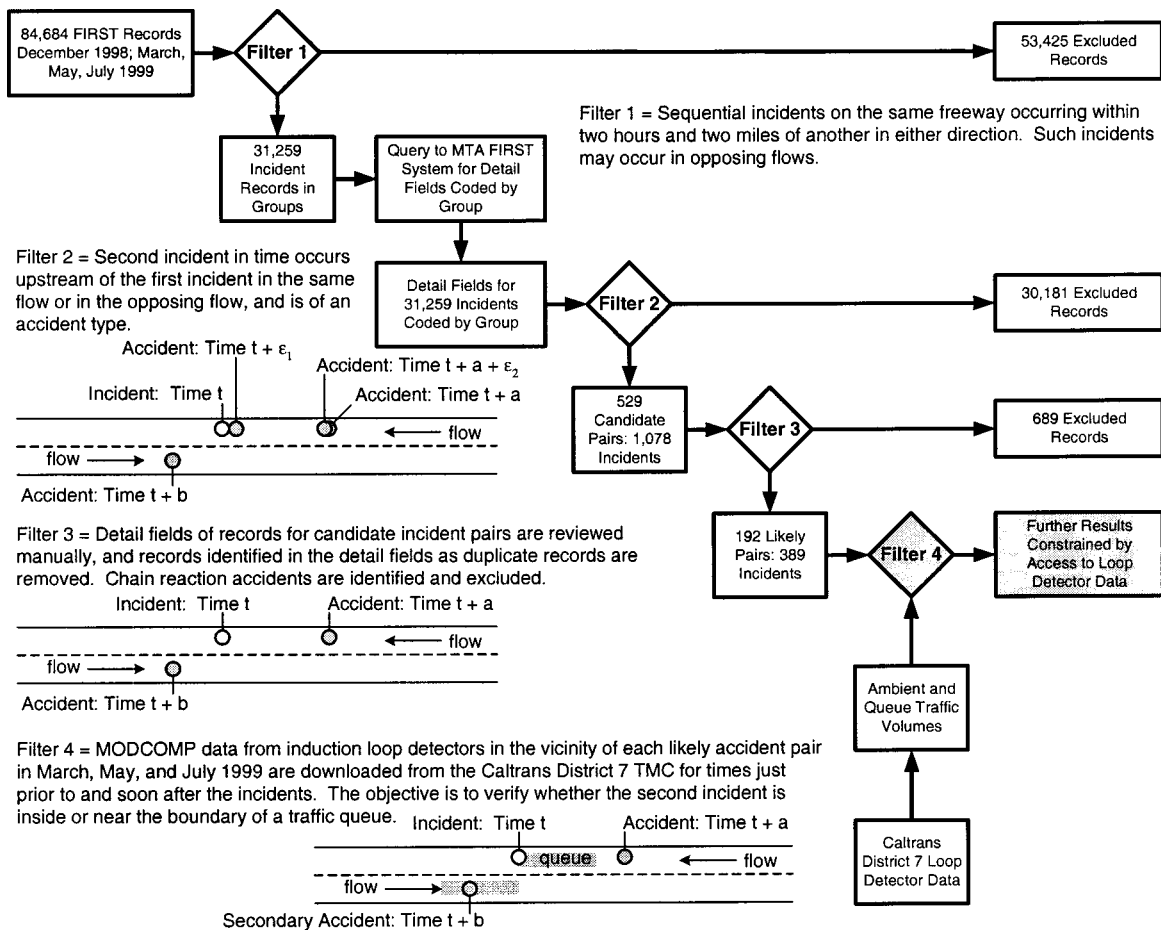 84,684 FIRST Records
December 1998; March,
May, July 1999
Filter 1
53,425 Excluded
Records
Filter 1 = Sequential incidents on the same freeway occurring within
two hours and two miles of another in either direction. Such incidents
may occur in opposing flows.
31,259
Incident
Records in
Groups
Query to MTA FIRST
System for Detail
Fields Coded by
Group
Filter 2 = Second incident in time occurs
upstream of the first incident in the same
flow or in the opposing flow, and is of an
accident type.
Detail Fields for
31,259 Incidents
Coded by Group
Filter 2
30,181 Excluded
Records
Accident: Time t + ε1
Accident: Time t + a + ε2
Incident: Time t
Accident: Time t + a
flow
flow
Accident: Time t + b
529
Candidate
Pairs: 1,078
Incidents
Filter 3
689 Excluded
Records
Filter 3 = Detail fields of records for candidate incident pairs are reviewed
manually, and records identified in the detail fields as duplicate records are
removed. Chain reaction accidents are identified and excluded.
192 Likely
Pairs: 389
Incidents
Filter 4
Further Results
Constrained by
Access to Loop
Detector Data
Incident: Time t
Accident: Time t + a
flow
flow
Accident: Time t + b
Ambient and
Queue Traffic
Volumes
Filter 4 = MODCOMP data from induction loop detectors in the vicinity of each likely accident pair
in March, May, and July 1999 are downloaded from the Caltrans District 7 TMC for times just
prior to and soon after the incidents. The objective is to verify whether the second incident is
inside or near the boundary of a traffic queue.
Incident: Time t
Accident: Time t + a
queue
flow
flow
Secondary Accident: Time t + b
Caltrans
District 7 Loop
Detector Data